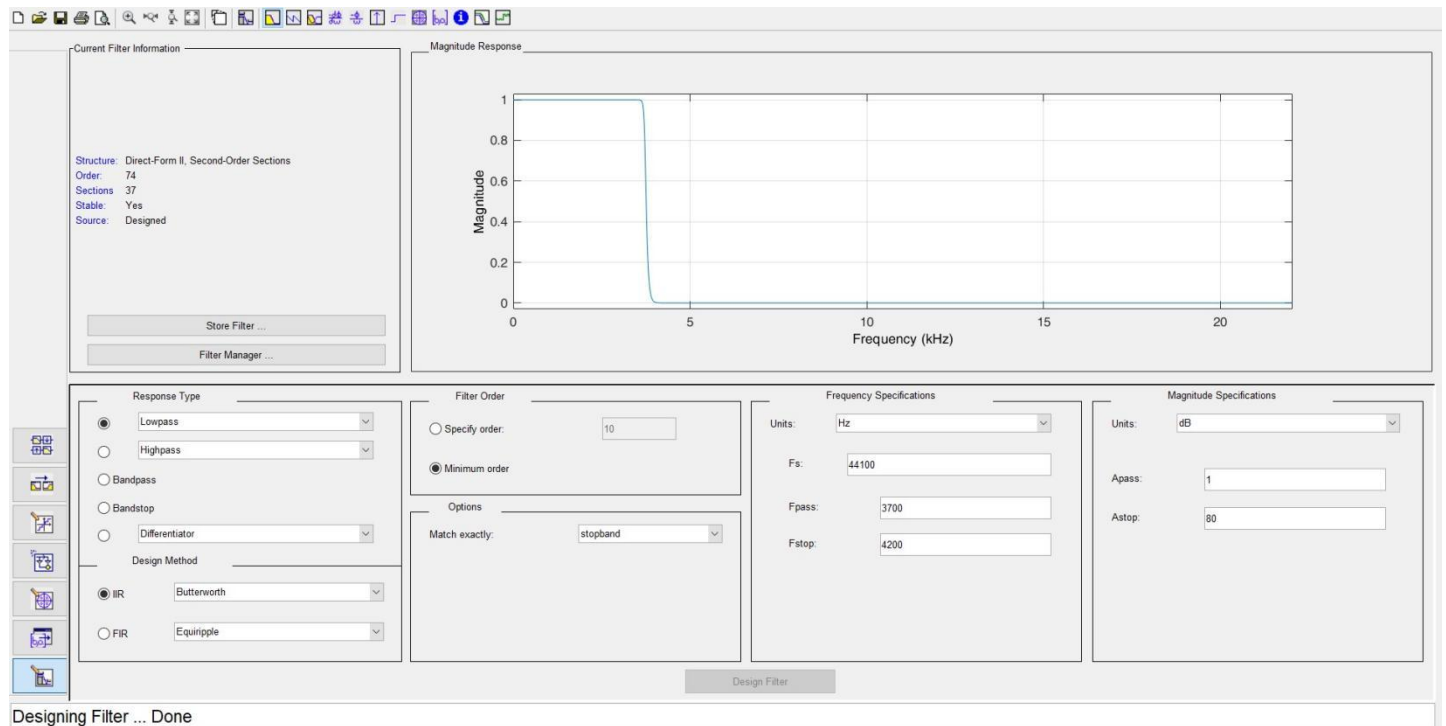 Current Filter Information
Structure: Direct-Form II, Second-Order Sections
Order: 74
Sections 37
Stable: Yes
Source: Designed
Store Filter ...
Filter Manager ...
Magnitude Response
Magnitude
1
0.8
0.6
0.4
0.2
0
0 5 10 15 20
Frequency (kHz)
Response Type
Lowpass
Highpass
Bandpass
Bandstop
Differentiator
Design Method
IIR Butterworth
FIR Equiripple
Filter Order
Specify order: 10
Minimum order
Options
Match exactly: stopband
Frequency Specifications
Units: Hz
Fs: 44100
Fpass: 3700
Fstop: 4200
Magnitude Specifications
Units: dB
Apass: 1
Astop: 80
Design Filter
Designing Filter ... Done